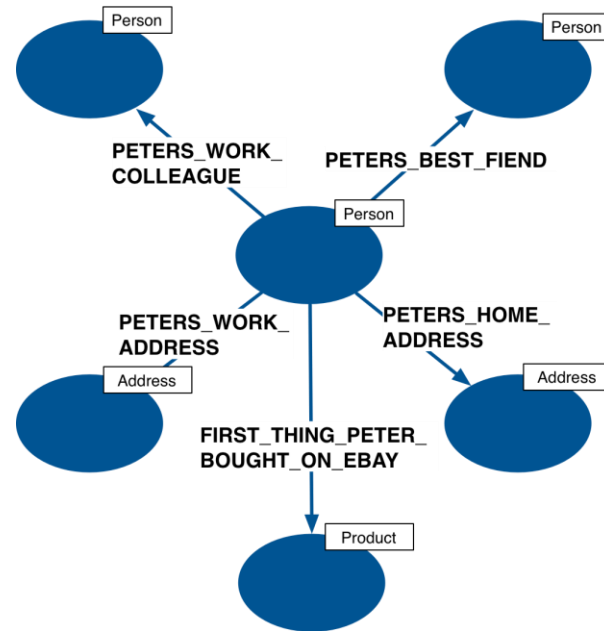 Person
Person
PETERS_WORK_
COLLEAGUE
PETERS_BEST_FIEND
Person
PETERS_WORK_
ADDRESS
PETERS_HOME_
ADDRESS
Address
Address
FIRST_THING_PETER_
BOUGHT_ON_EBAY
Product